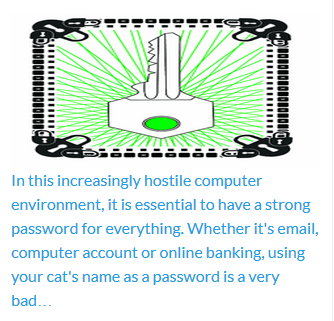 In this increasingly hostile computer
environment, it is essential to have a strong
password for everything. Whether it's email,
computer account or online banking, using
your cat's name as a password is a very
bad…